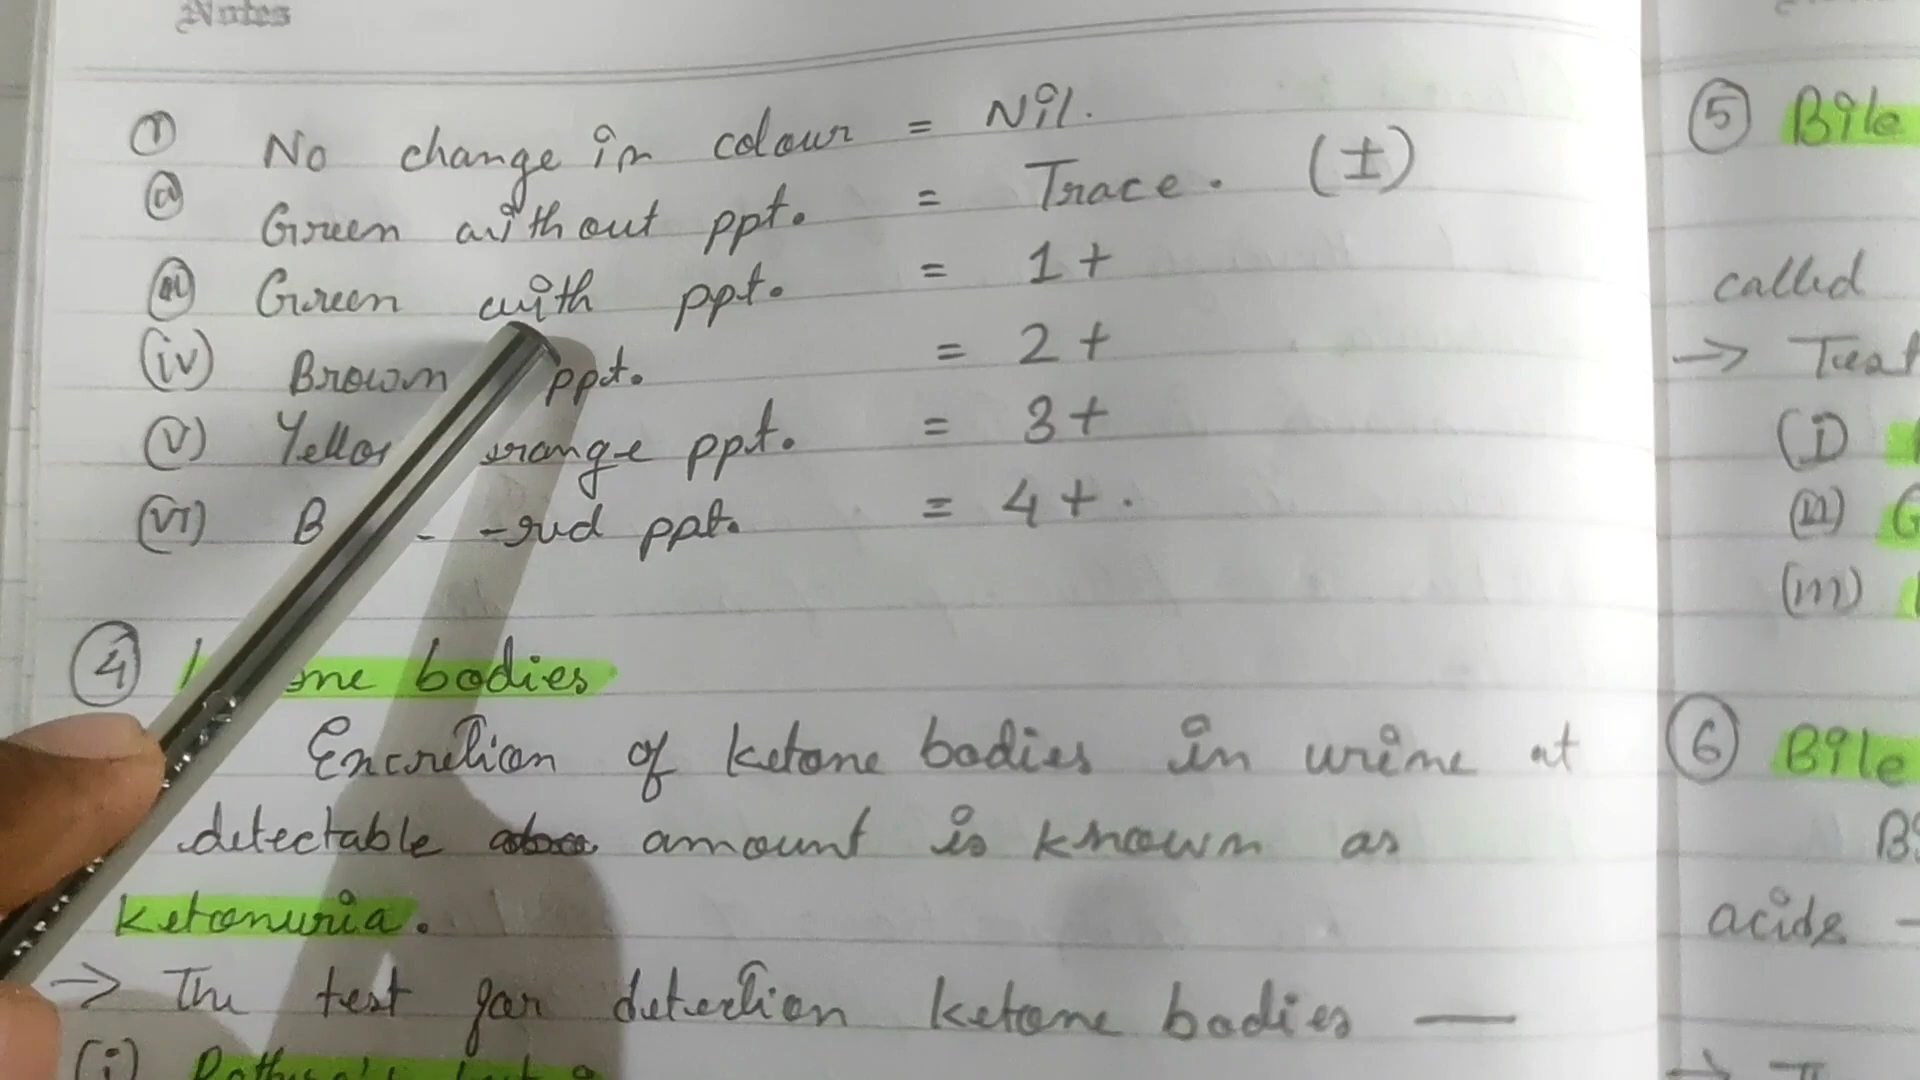 Notes
(i) No change in colour = Nil.
(ii) Green without ppt. = Trace. (±)
(iii) Green with ppt. = 1+
(iv) Brown ppt. = 2+
(v) Yellow orange ppt. = 3+
(vi) B -red ppt. = 4+.
④ bodies
Excretion of ketone bodies in urine at
detectable amount is known as
ketonuria.
→ The test for detection ketone bodies —
(i)
⑤ Bile
called
→
(i)
(ii) G
(iii)
⑥ Bile
acids -